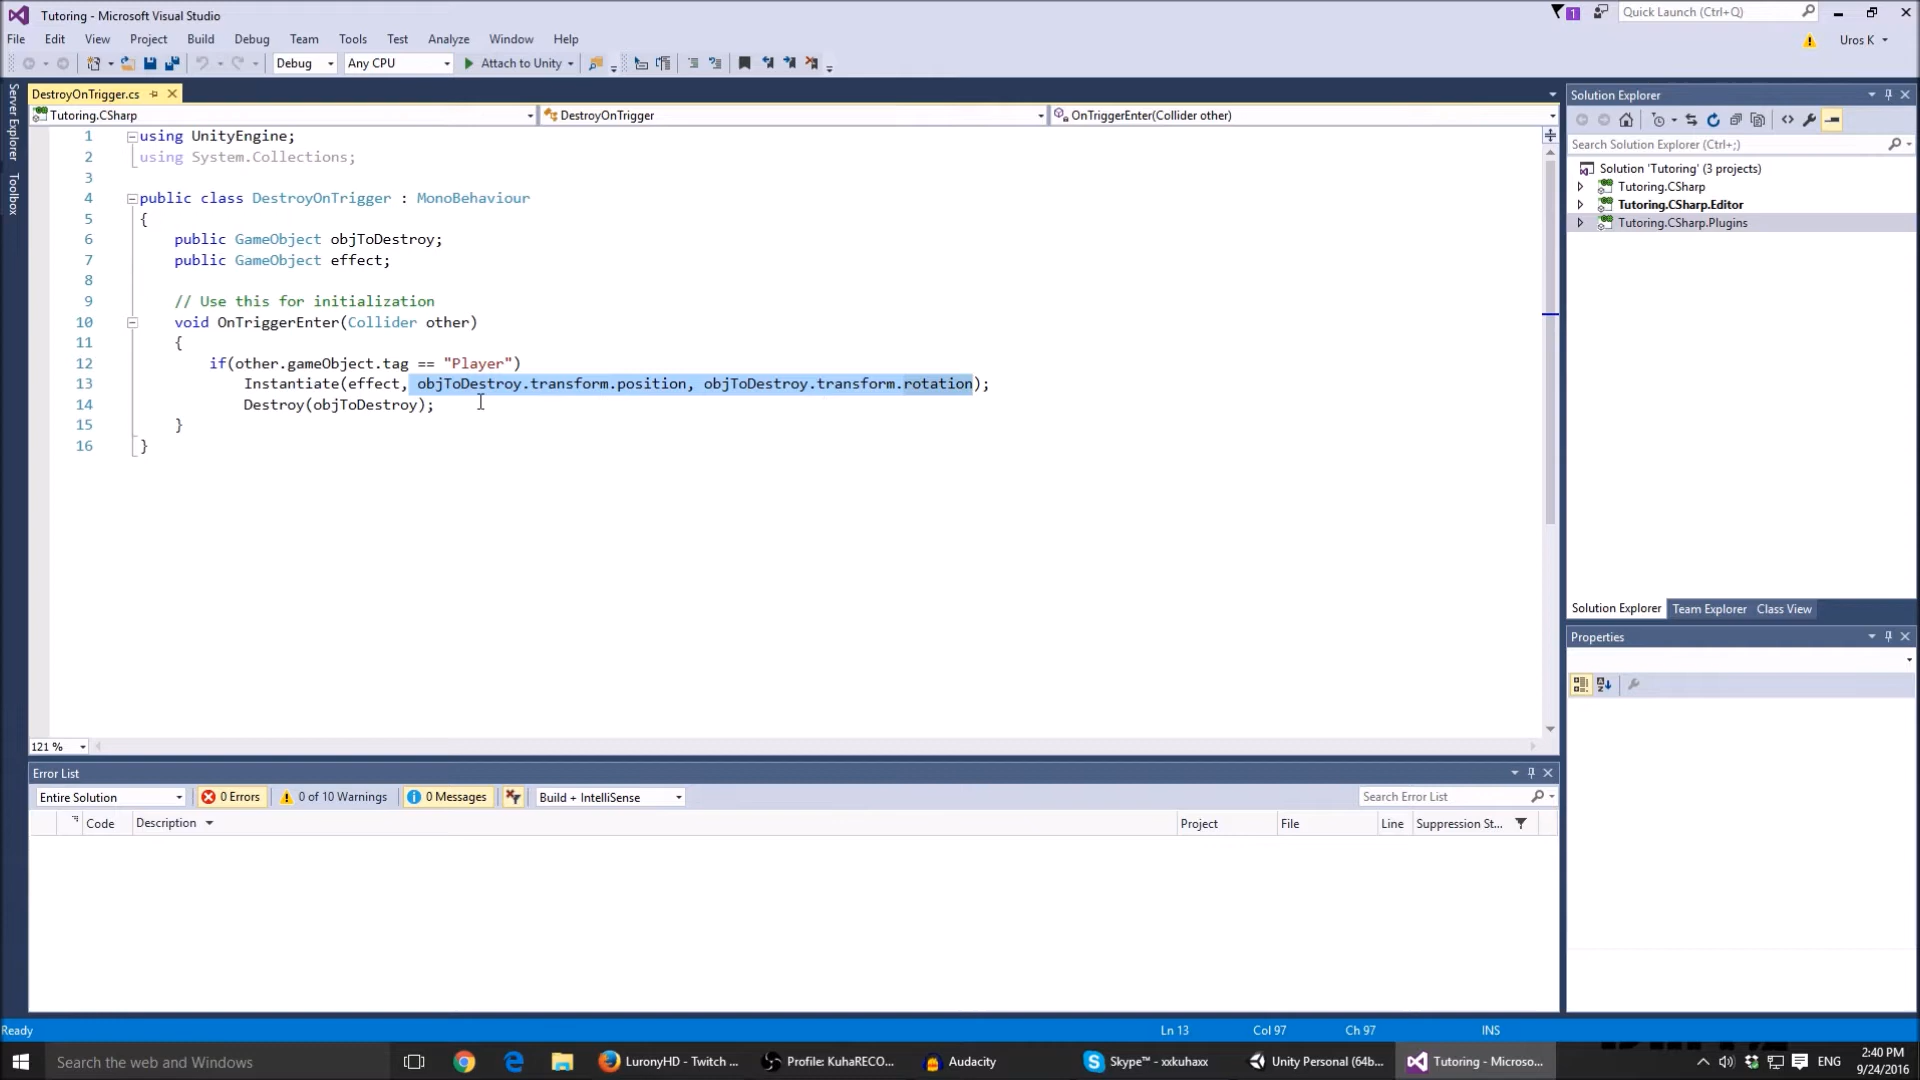 Tutoring - Microsoft Visual Studio
1
Quick Launch (Ctrl+Q)
File Edit View Project Build Debug Team Tools Test Analyze Window Help
Uros K
Debug Any CPU Attach to Unity
Server Explorer
Toolbox
DestroyOnTrigger.cs
Tutoring.CSharp DestroyOnTrigger OnTriggerEnter(Collider other)
1 using UnityEngine;
2 using System.Collections;
3
4 public class DestroyOnTrigger : MonoBehaviour
5 {
6 public GameObject objToDestroy;
7 public GameObject effect;
8
9 // Use this for initialization
10 void OnTriggerEnter(Collider other)
11 {
12 if(other.gameObject.tag == "Player")
13 Instantiate(effect, objToDestroy.transform.position, objToDestroy.transform.rotation);
14 Destroy(objToDestroy);
15 }
16 }
121 %
Solution Explorer
Search Solution Explorer (Ctrl+;)
Solution 'Tutoring' (3 projects)
Tutoring.CSharp
Tutoring.CSharp.Editor
Tutoring.CSharp.Plugins
Solution Explorer Team Explorer Class View
Properties
Error List
Entire Solution 0 Errors 0 of 10 Warnings 0 Messages Build + IntelliSense Search Error List
Code Description Project File Line Suppression St...
Ready Ln 13 Col 97 Ch 97 INS
Search the web and Windows LuronyHD - Twitch ... Profile: KuhaRECO... Audacity Skype™ - xxkuhaxx Unity Personal (64b... Tutoring - Microso... ENG 2:40 PM
9/24/2016